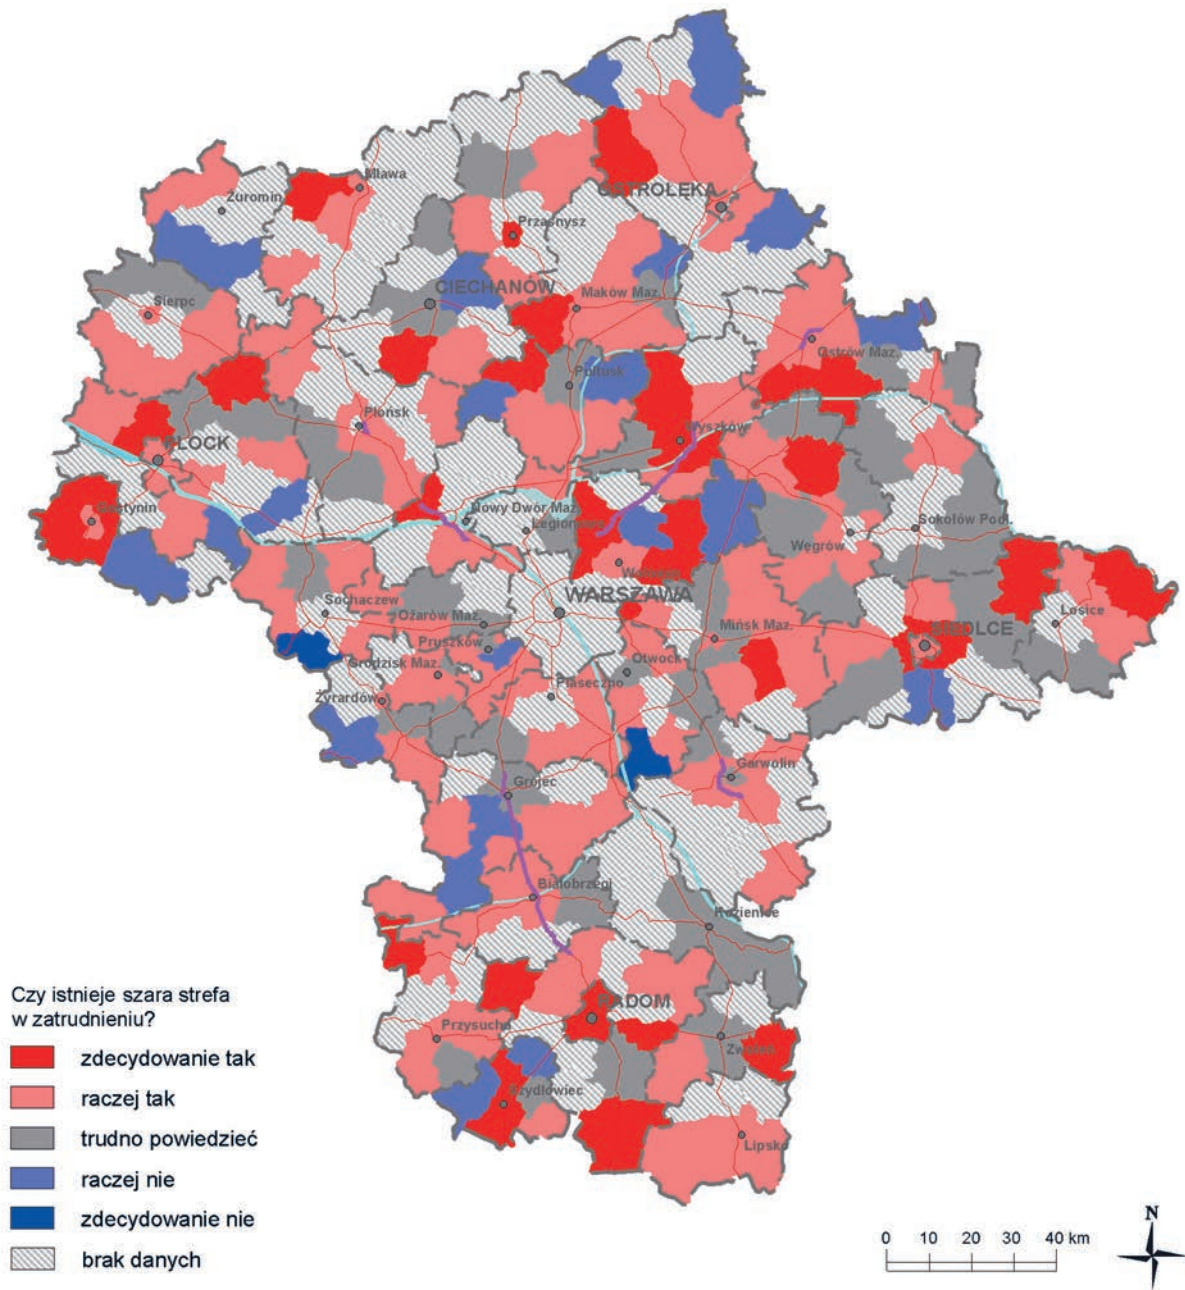 Mława
Żuromin
OSTROŁĘKA
Przasnysz
CIECHANÓW
Maków Maz.
Sierpc
Ostrów Maz.
Pułtusk
Płońsk
Wyszków
PŁOCK
Gostynin
Nowy Dwór Maz.
Legionowo
Sokołów Podl.
Węgrów
WARSZAWA
Sochaczew
Ożarów Maz.
Łosice
Mińsk Maz.
SIEDLCE
Pruszków
Grodzisk Maz.
Otwock
Piaseczno
Żyrardów
Garwolin
Grójec
Białobrzegi
Kozienice
RADOM
Przysucha
Zwoleń
Szydłowiec
Lipsko
Czy istnieje szara strefa
w zatrudnieniu?
zdecydowanie tak
raczej tak
trudno powiedzieć
raczej nie
zdecydowanie nie
brak danych
N
0 10 20 30 40 km